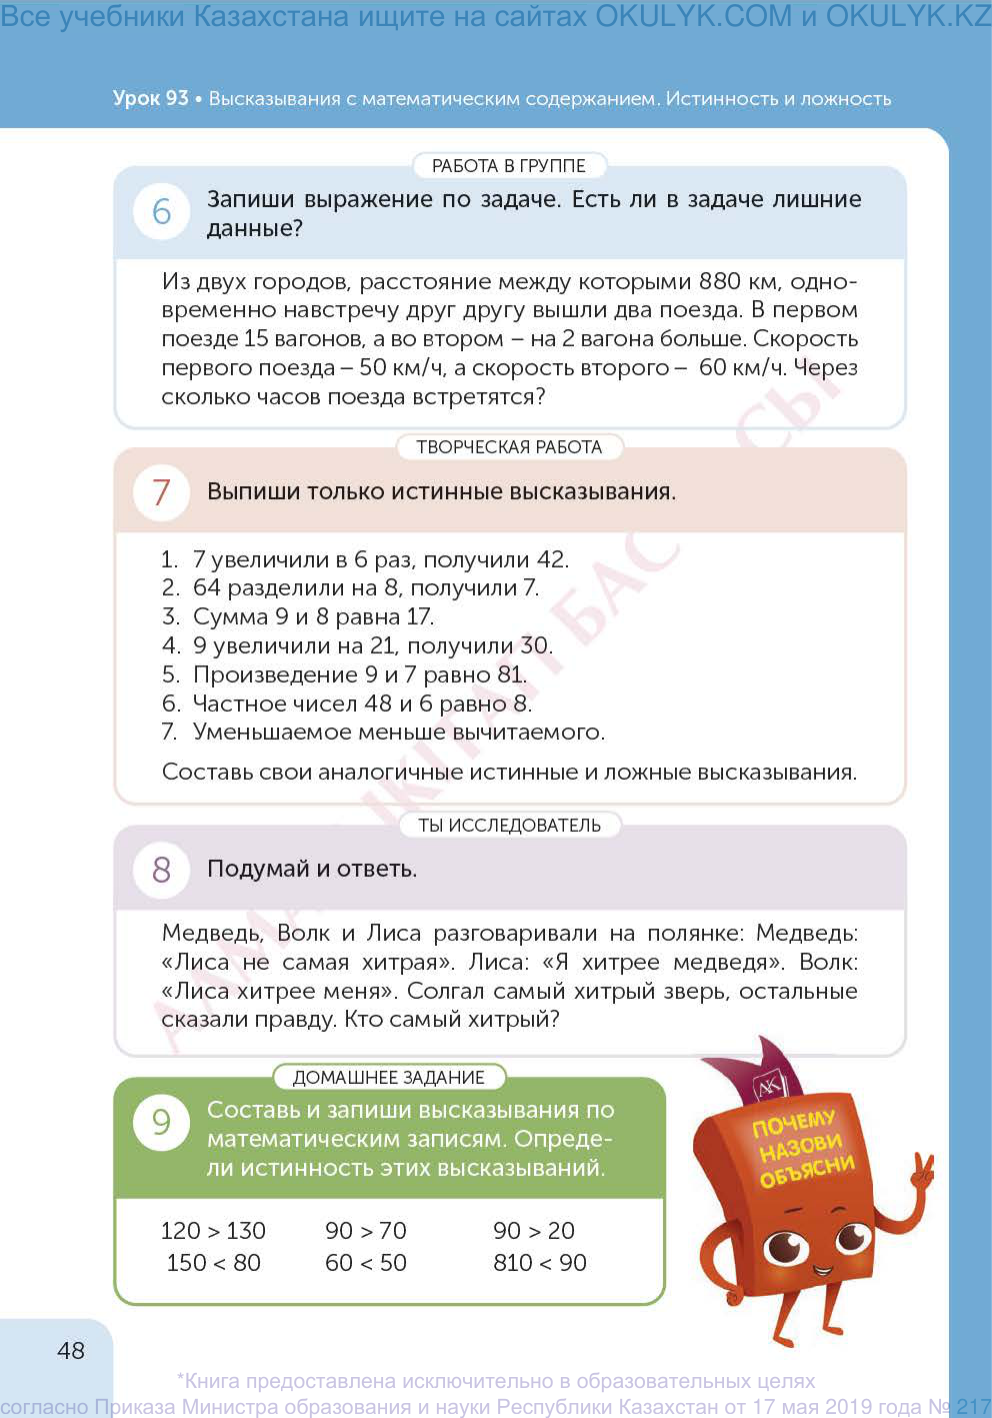 Все учебники Казахстана ищите на сайтах OKULYK.COM и OKULYK.KZ
Урок 93 • Высказывания с математическим содержанием. Истинность и ложность
РАБОТА В ГРУППЕ
6
Запиши выражение по задаче. Есть ли в задаче лишние
данные?
Из двух городов, расстояние между которыми 880 км, одно-
временно навстречу друг другу вышли два поезда. В первом
поезде 15 вагонов, а во втором – на 2 вагона больше. Скорость
первого поезда – 50 км/ч, а скорость второго – 60 км/ч. Через
сколько часов поезда встретятся?
ТВОРЧЕСКАЯ РАБОТА
7
Выпиши только истинные высказывания.
1. 7 увеличили в 6 раз, получили 42.
2. 64 разделили на 8, получили 7.
3. Сумма 9 и 8 равна 17.
4. 9 увеличили на 21, получили 30.
5. Произведение 9 и 7 равно 81.
6. Частное чисел 48 и 6 равно 8.
7. Уменьшаемое меньше вычитаемого.
Составь свои аналогичные истинные и ложные высказывания.
ТЫ ИССЛЕДОВАТЕЛЬ
8
Подумай и ответь.
Медведь, Волк и Лиса разговаривали на полянке: Медведь:
«Лиса не самая хитрая». Лиса: «Я хитрее медведя». Волк:
«Лиса хитрее меня». Солгал самый хитрый зверь, остальные
сказали правду. Кто самый хитрый?
ДОМАШНЕЕ ЗАДАНИЕ
9
Составь и запиши высказывания по
математическим записям. Опреде-
ли истинность этих высказываний.
120 > 130 90 > 70 90 > 20
150 < 80 60 < 50 810 < 90
АК
ПОЧЕМУ
НАЗОВИ
ОБЪЯСНИ
48
*Книга предоставлена исключительно в образовательных целях
согласно Приказа Министра образования и науки Республики Казахстан от 17 мая 2019 года № 217